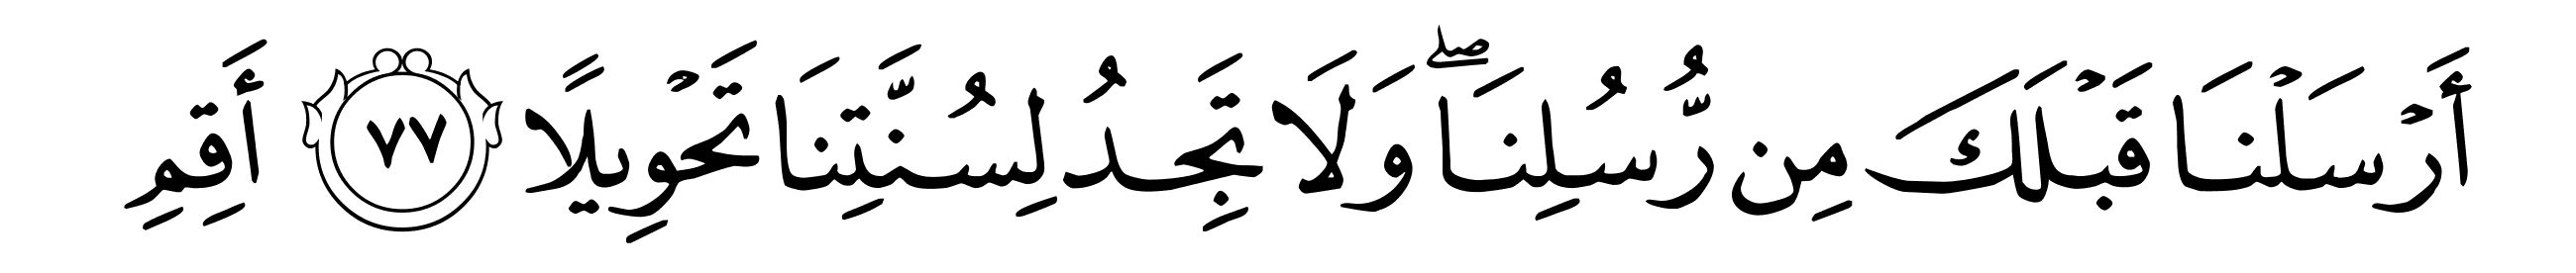 أَرۡسَلۡنَا قَبۡلَكَ مِن رُّسُلِنَاۖ وَلَا تَجِدُ لِسُنَّتِنَا تَحۡوِيلًا ٧٧ أَقِمِ